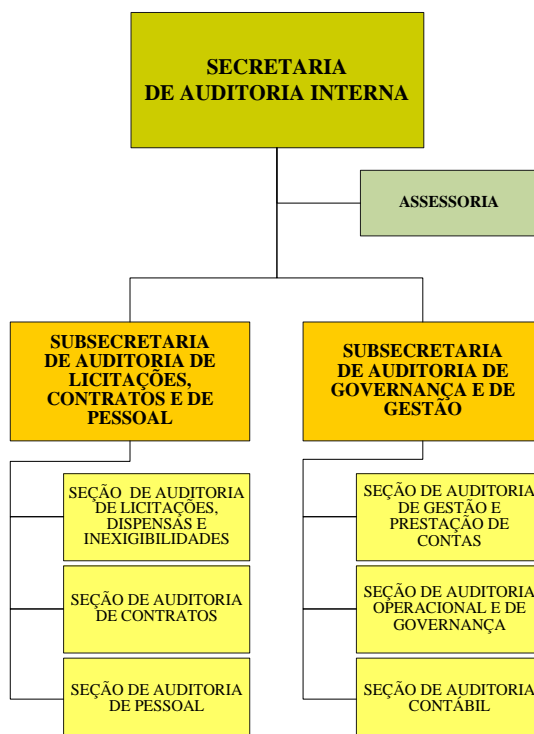 SECRETARIA
DE AUDITORIA INTERNA
ASSESSORIA
SUBSECRETARIA
DE AUDITORIA DE
LICITAÇÕES,
CONTRATOS E DE
PESSOAL
SEÇÃO DE AUDITORIA
DE LICITAÇÕES,
DISPENSAS E
INEXIGIBILIDADES
SEÇÃO DE AUDITORIA
DE CONTRATOS
SEÇÃO DE AUDITORIA
DE PESSOAL
SUBSECRETARIA
DE AUDITORIA DE
GOVERNANÇA E DE
GESTÃO
SEÇÃO DE AUDITORIA
DE GESTÃO E
PRESTAÇÃO DE
CONTAS
SEÇÃO DE AUDITORIA
OPERACIONAL E DE
GOVERNANÇA
SEÇÃO DE AUDITORIA
CONTÁBIL